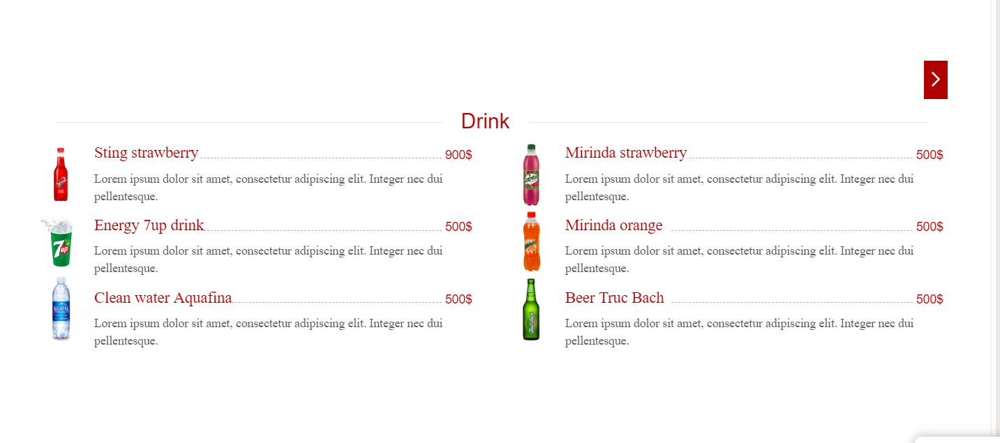 Drink
Sting strawberry 900$
Lorem ipsum dolor sit amet, consectetur adipiscing elit. Integer nec dui
pellentesque.
Energy 7up drink 500$
Lorem ipsum dolor sit amet, consectetur adipiscing elit. Integer nec dui
pellentesque.
Clean water Aquafina 500$
Lorem ipsum dolor sit amet, consectetur adipiscing elit. Integer nec dui
pellentesque.
Mirinda strawberry 500$
Lorem ipsum dolor sit amet, consectetur adipiscing elit. Integer nec dui
pellentesque.
Mirinda orange 500$
Lorem ipsum dolor sit amet, consectetur adipiscing elit. Integer nec dui
pellentesque.
Beer Truc Bach 500$
Lorem ipsum dolor sit amet, consectetur adipiscing elit. Integer nec dui
pellentesque.
7up
AQUAFINA